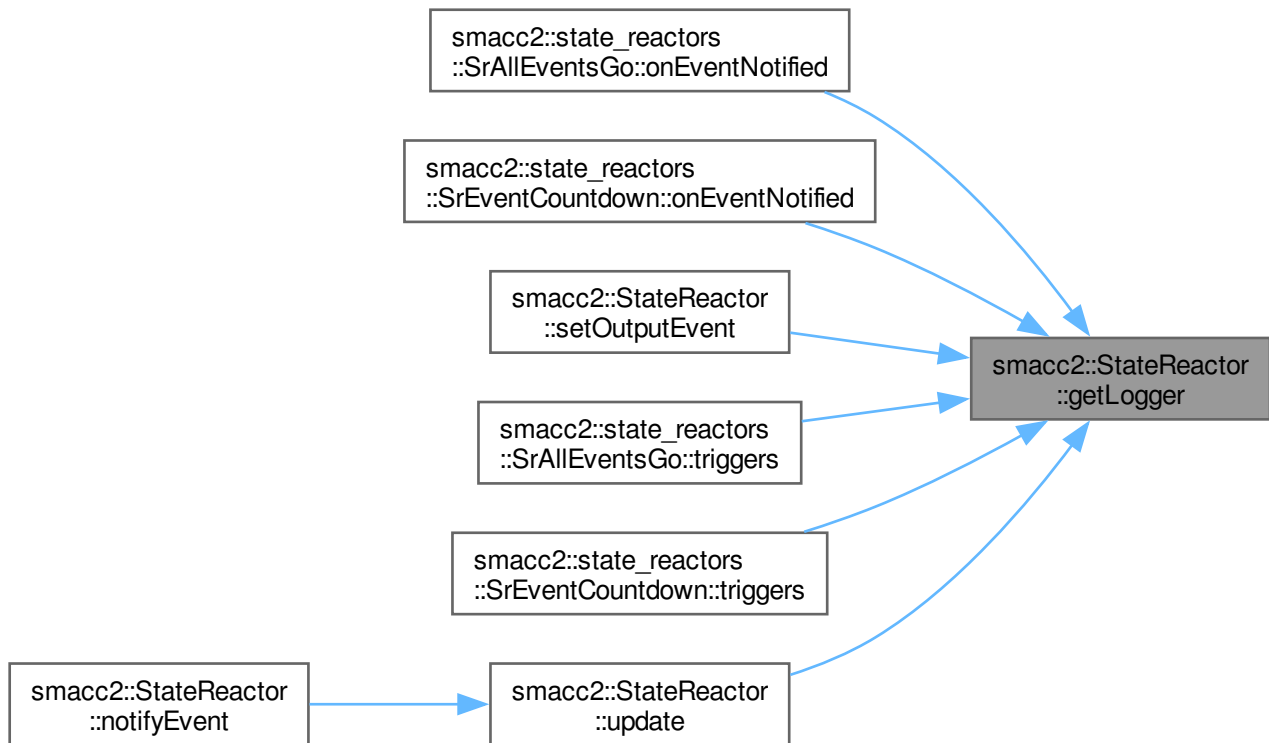 smacc2::state_reactors
::SrAllEventsGo::onEventNotified
smacc2::state_reactors
::SrEventCountdown::onEventNotified
smacc2::StateReactor
::setOutputEvent
smacc2::StateReactor
::getLogger
smacc2::state_reactors
::SrAllEventsGo::triggers
smacc2::state_reactors
::SrEventCountdown::triggers
smacc2::StateReactor
::notifyEvent
smacc2::StateReactor
::update